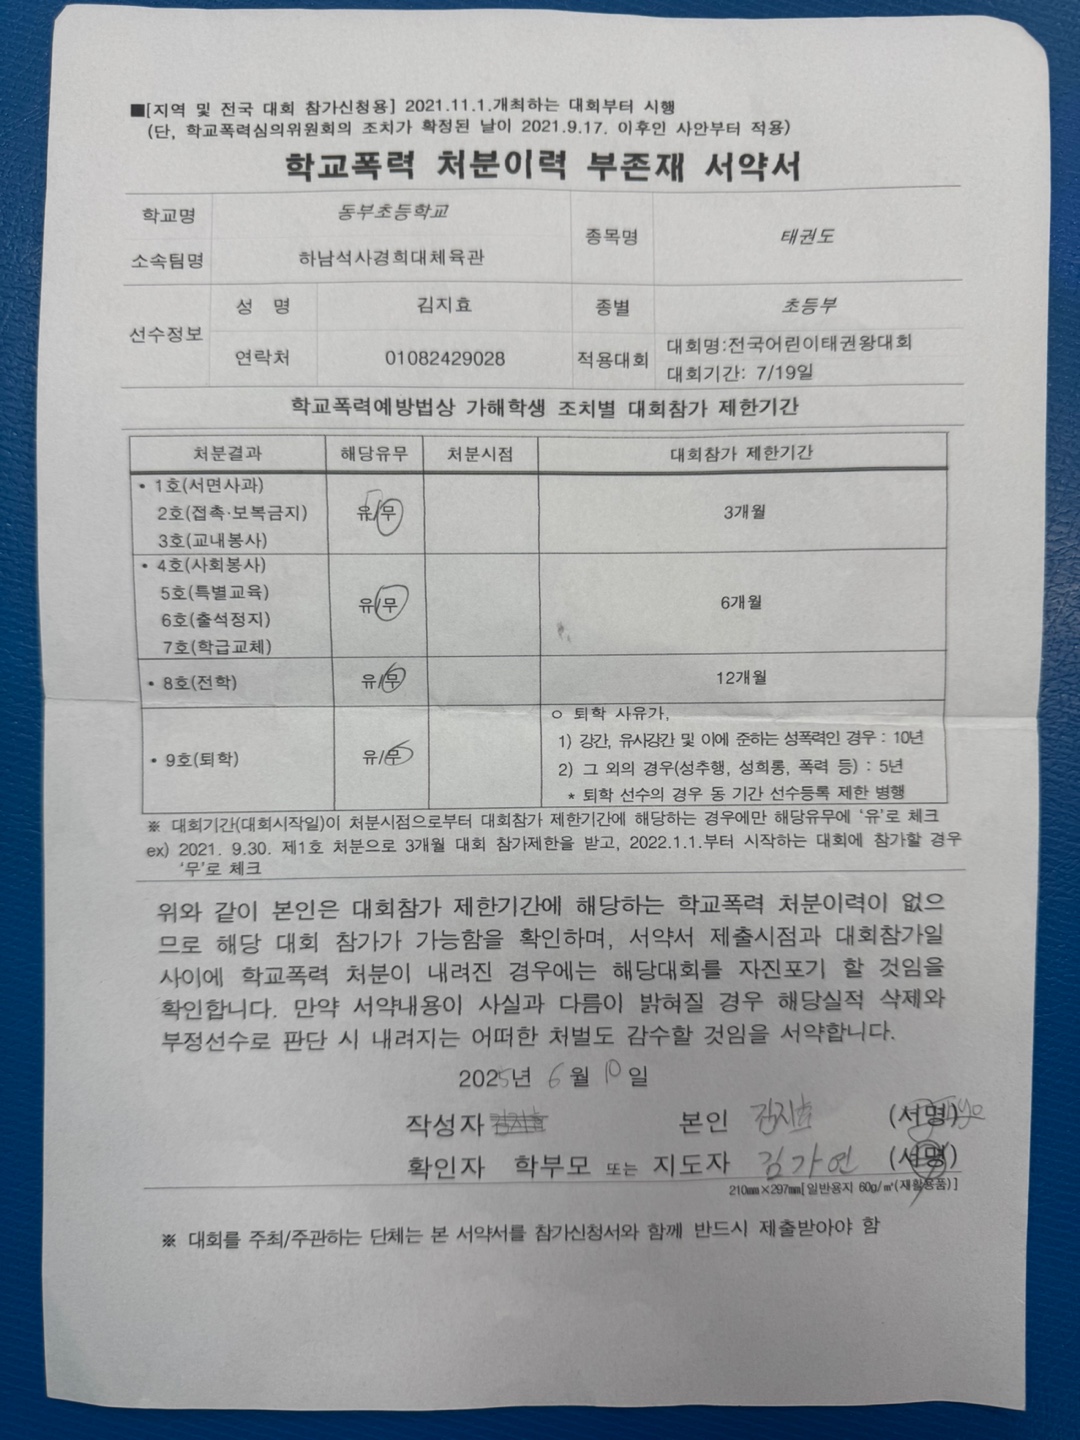 ■[지역 및 전국 대회 참가신청용] 2021.11.1.개최하는 대회부터 시행
(단, 학교폭력심의위원회의 조치가 확정된 날이 2021.9.17. 이후인 사안부터 적용)
학교폭력 처분이력 부존재 서약서
학교명 동부초등학교 종목명 태권도
소속팀명 하남석사경희대체육관
선수정보 성 명 김지효 종별 초등부
연락처 01082429028 적용대회 대회명:전국어린이태권왕대회
대회기간: 7/19일
학교폭력예방법상 가해학생 조치별 대회참가 제한기간
처분결과 해당유무 처분시점 대회참가 제한기간
• 1호(서면사과)
2호(접촉·보복금지) 유/무 3개월
3호(교내봉사)
• 4호(사회봉사)
5호(특별교육) 유/무 6개월
6호(출석정지)
7호(학급교체)
• 8호(전학) 유/무 12개월
• 9호(퇴학) 유/무
ㅇ 퇴학 사유가,
1) 강간, 유사강간 및 이에 준하는 성폭력인 경우 : 10년
2) 그 외의 경우(성추행, 성희롱, 폭력 등) : 5년
* 퇴학 선수의 경우 동 기간 선수등록 제한 병행
※ 대회기간(대회시작일)이 처분시점으로부터 대회참가 제한기간에 해당하는 경우에만 해당유무에 '유'로 체크
ex) 2021. 9.30. 제1호 처분으로 3개월 대회 참가제한을 받고, 2022.1.1.부터 시작하는 대회에 참가할 경우
'무'로 체크
위와 같이 본인은 대회참가 제한기간에 해당하는 학교폭력 처분이력이 없으
므로 해당 대회 참가가 가능함을 확인하며, 서약서 제출시점과 대회참가일
사이에 학교폭력 처분이 내려진 경우에는 해당대회를 자진포기 할 것임을
확인합니다. 만약 서약내용이 사실과 다름이 밝혀질 경우 해당실적 삭제와
부정선수로 판단 시 내려지는 어떠한 처벌도 감수할 것임을 서약합니다.
2025년 6월 10일
작성자 김지효 본인 김지효 (서명)
확인자 학부모 또는 지도자 김가연 (서명)
210㎜×297㎜[일반용지 60g/㎡(재활용품)]
※ 대회를 주최/주관하는 단체는 본 서약서를 참가신청서와 함께 반드시 제출받아야 함